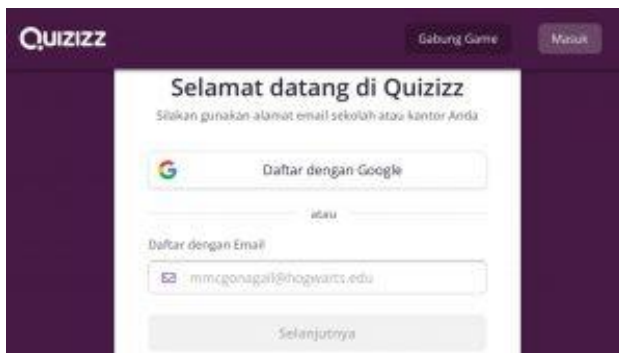 Quizizz
Gabung Game
Masuk
Selamat datang di Quizizz
Silakan gunakan alamat email sekolah atau kantor Anda
Daftar dengan Google
atau
Daftar dengan Email
mmcgonagall@hogwarts.edu
Selanjutnya